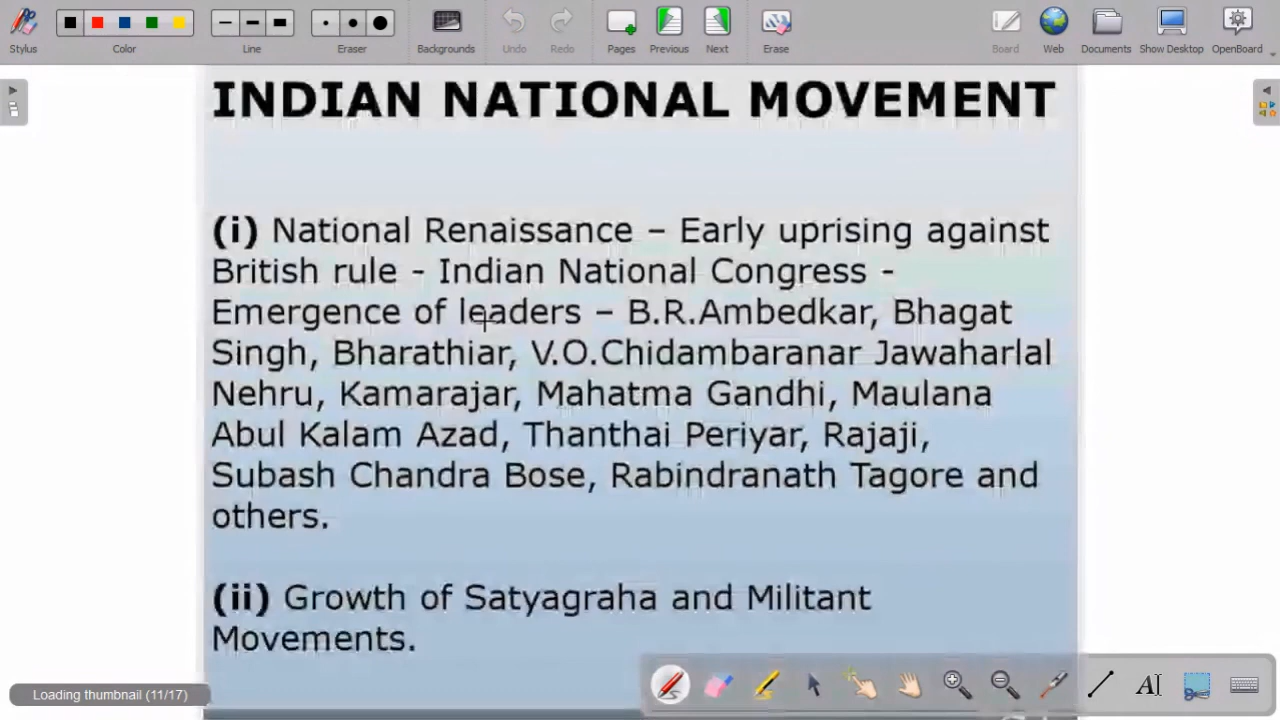 Stylus
Color
Line
Eraser
Backgrounds
Undo
Redo
Pages
Previous
Next
Erase
Board
Web
Documents
Show Desktop
OpenBoard
INDIAN NATIONAL MOVEMENT
(i) National Renaissance – Early uprising against
British rule - Indian National Congress -
Emergence of leaders – B.R.Ambedkar, Bhagat
Singh, Bharathiar, V.O.Chidambaranar Jawaharlal
Nehru, Kamarajar, Mahatma Gandhi, Maulana
Abul Kalam Azad, Thanthai Periyar, Rajaji,
Subash Chandra Bose, Rabindranath Tagore and
others.
(ii) Growth of Satyagraha and Militant
Movements.
Loading thumbnail (11/17)
AI